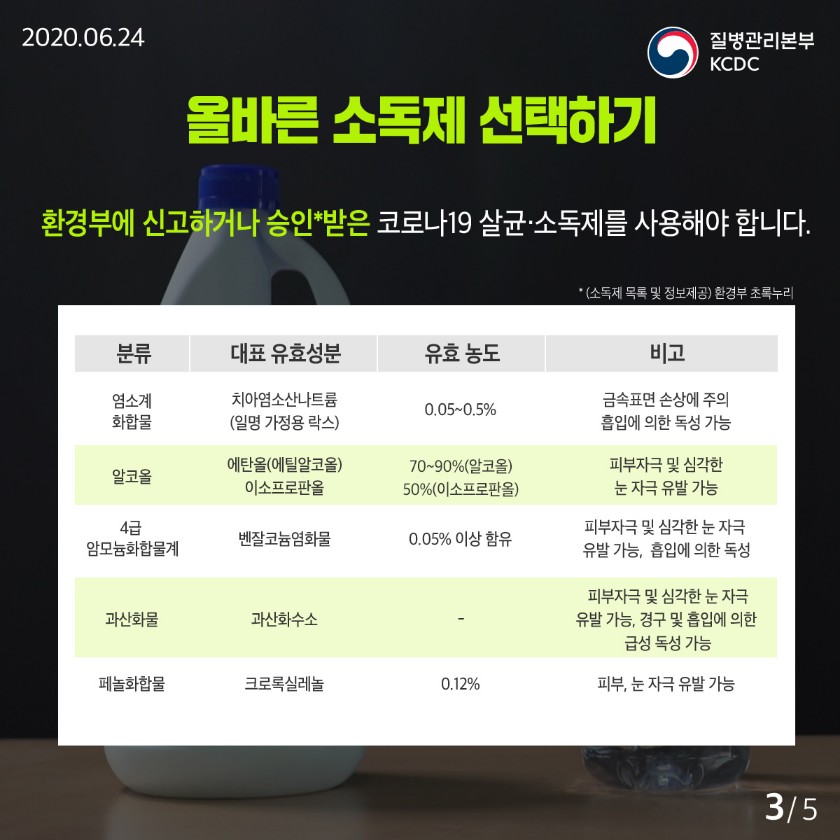 2020.06.24
질병관리본부
KCDC
올바른 소독제 선택하기
환경부에 신고하거나 승인*받은 코로나19 살균·소독제를 사용해야 합니다.
* (소독제 목록 및 정보제공) 환경부 초록누리
분류 대표 유효성분 유효 농도 비고
염소계
화합물
치아염소산나트륨
(일명 가정용 락스)
0.05~0.5%
금속표면 손상에 주의
흡입에 의한 독성 가능
알코올
에탄올(에틸알코올)
이소프로판올
70~90%(알코올)
50%(이소프로판올)
피부자극 및 심각한
눈 자극 유발 가능
4급
암모늄화합물계
벤잘코늄염화물
0.05% 이상 함유
피부자극 및 심각한 눈 자극
유발 가능, 흡입에 의한 독성
과산화물
과산화수소
-
피부자극 및 심각한 눈 자극
유발 가능, 경구 및 흡입에 의한
급성 독성 가능
페놀화합물
크로록실레놀
0.12%
피부, 눈 자극 유발 가능
3/5